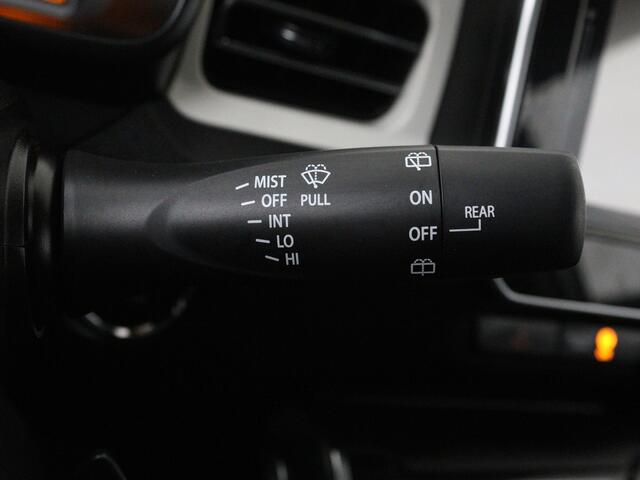 MIST
OFF
INT
LO
HI
PULL
ON
OFF
REAR